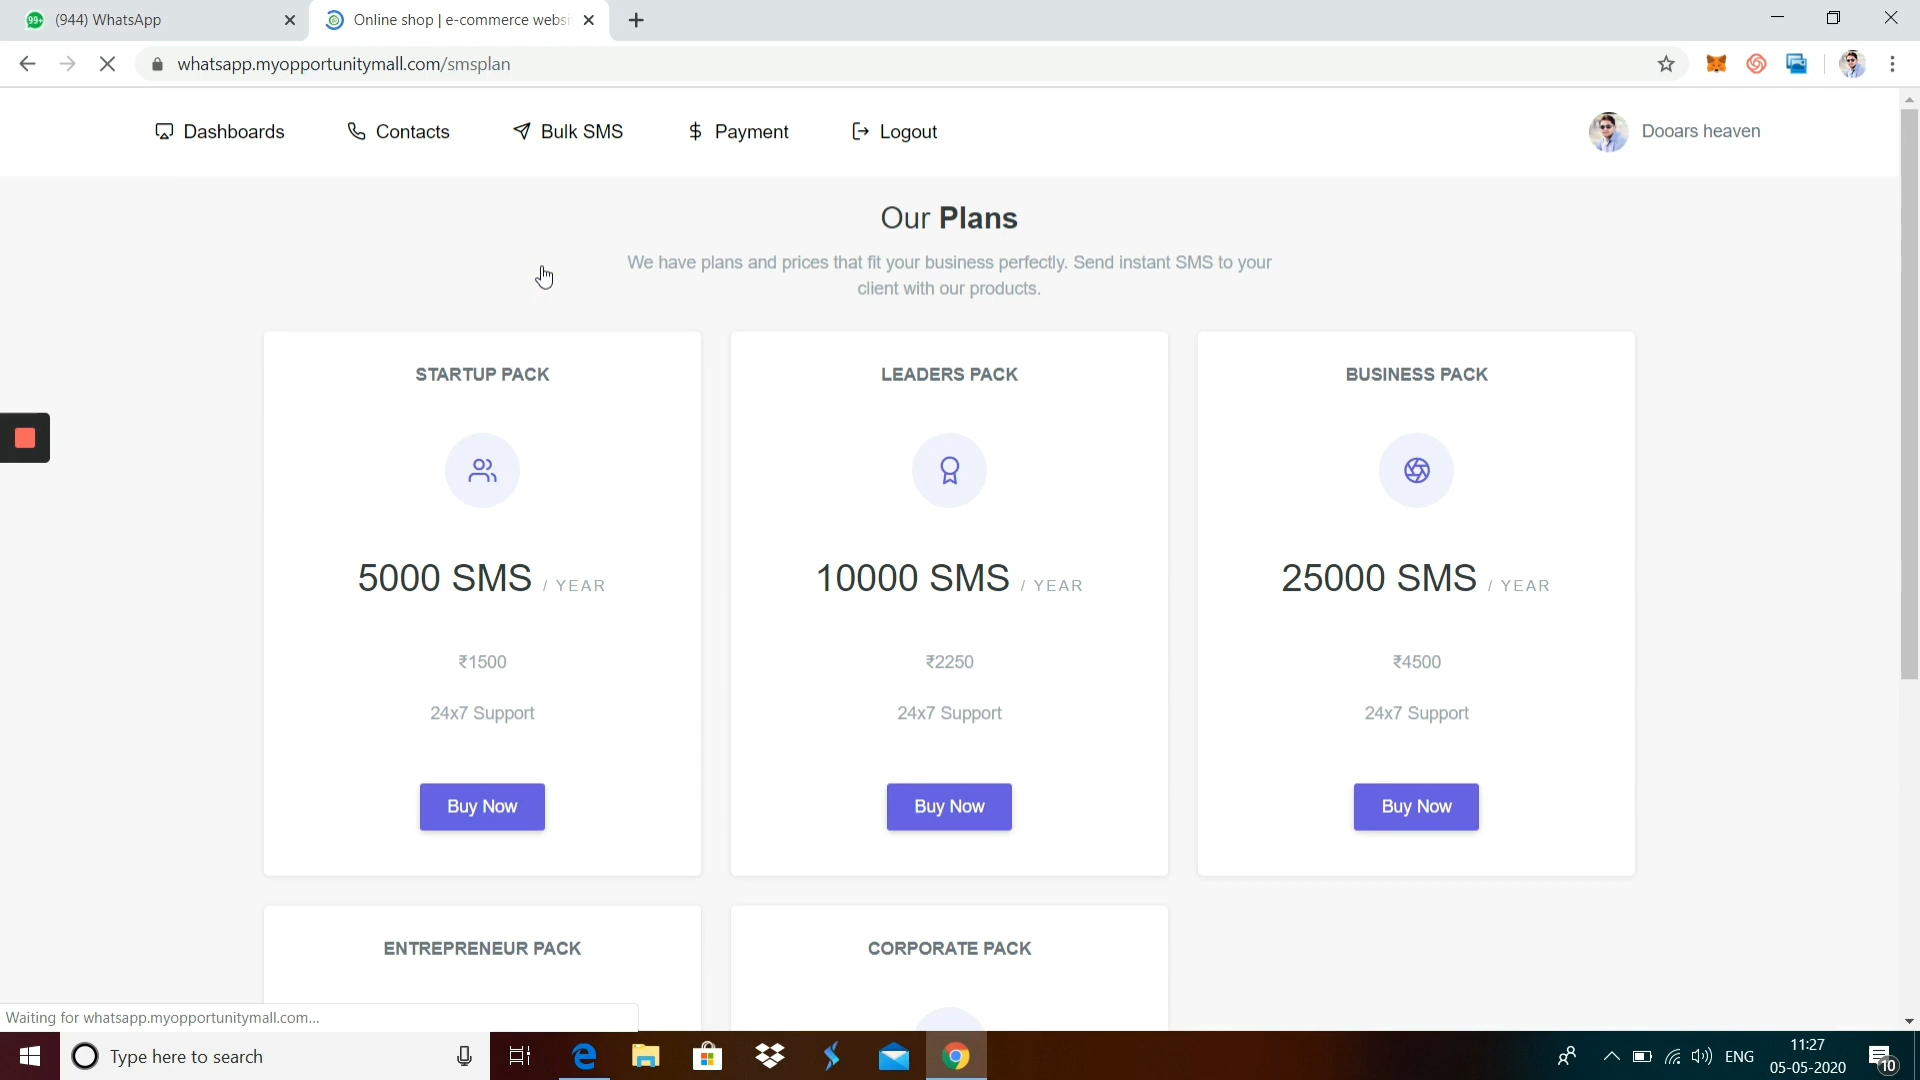 99+ (944) WhatsApp
Online shop | e-commerce websi
whatsapp.myopportunitymall.com/smsplan
Dashboards Contacts Bulk SMS Payment Logout Dooars heaven
Our Plans
We have plans and prices that fit your business perfectly. Send instant SMS to your
client with our products.
STARTUP PACK
5000 SMS / YEAR
₹1500
24x7 Support
Buy Now
LEADERS PACK
10000 SMS / YEAR
₹2250
24x7 Support
Buy Now
BUSINESS PACK
25000 SMS / YEAR
₹4500
24x7 Support
Buy Now
ENTREPRENEUR PACK
CORPORATE PACK
Waiting for whatsapp.myopportunitymall.com...
Type here to search
ENG
11:27
05-05-2020
10